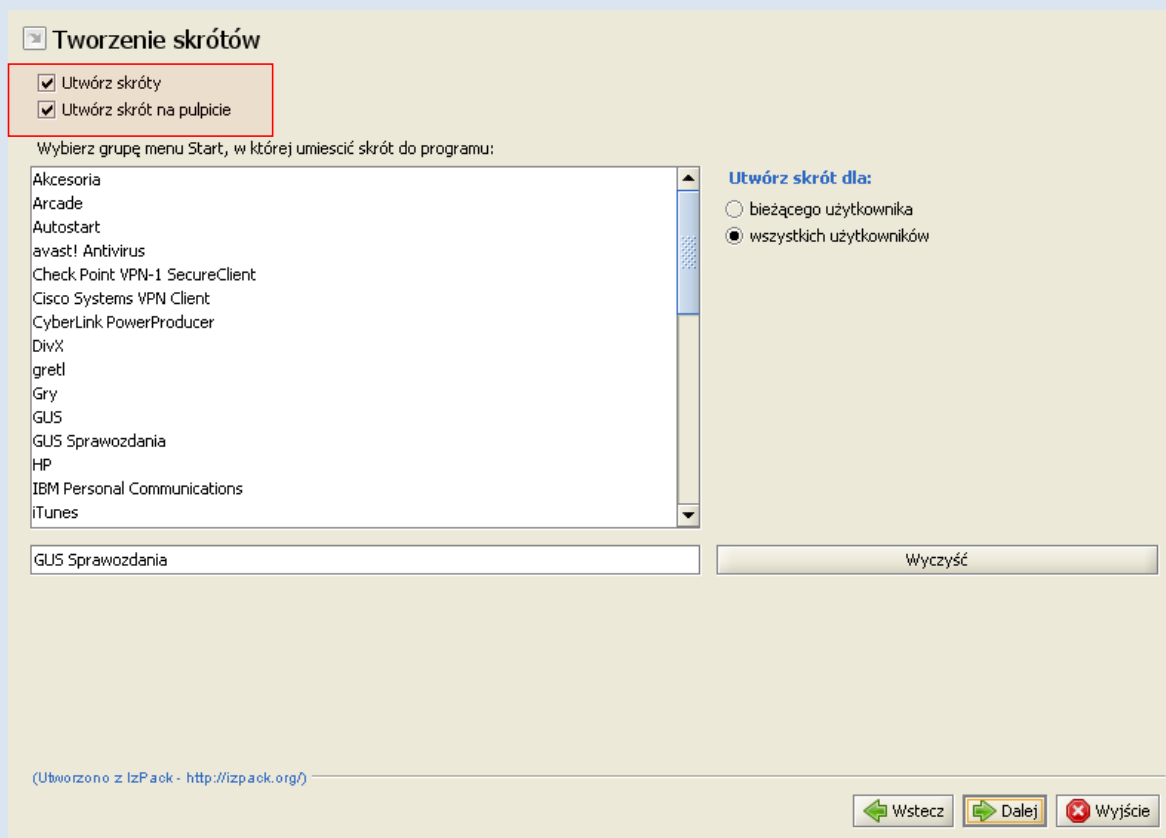 Tworzenie skrótów
Utwórz skróty
Utwórz skrót na pulpicie
Wybierz grupę menu Start, w której umiescić skrót do programu:
Akcesoria
Arcade
Autostart
avast! Antivirus
Check Point VPN-1 SecureClient
Cisco Systems VPN Client
CyberLink PowerProducer
DivX
gretl
Gry
GUS
GUS Sprawozdania
HP
IBM Personal Communications
iTunes
Utwórz skrót dla:
bieżącego użytkownika
wszystkich użytkowników
GUS Sprawozdania
Wyczyść
(Utworzono z IzPack - http://izpack.org/)
Wstecz Dalej Wyjście